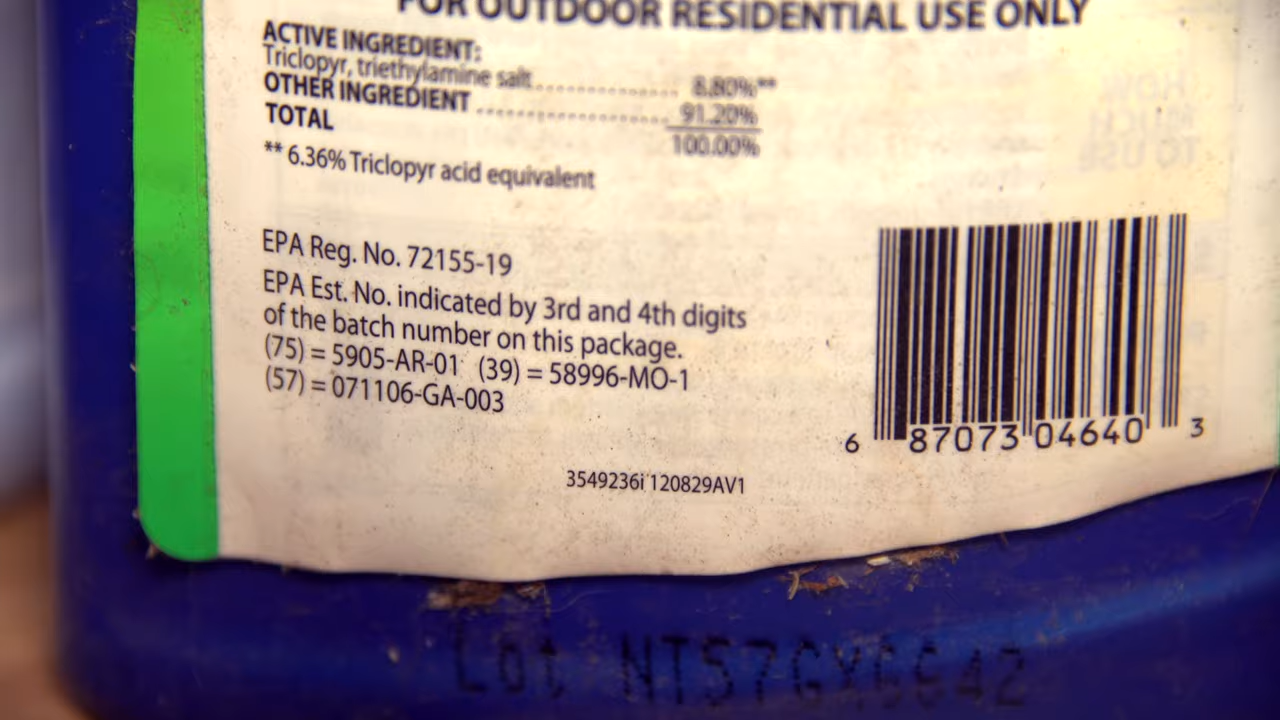 FOR OUTDOOR RESIDENTIAL USE ONLY
ACTIVE INGREDIENT:
Triclopyr, triethylamine salt.............................. 8.80%**
OTHER INGREDIENT .................................. 91.20%
TOTAL 100.00%
** 6.36% Triclopyr acid equivalent
EPA Reg. No. 72155-19
EPA Est. No. indicated by 3rd and 4th digits
of the batch number on this package.
(75) = 5905-AR-01 (39) = 58996-MO-1
(57) = 071106-GA-003
6 87073 04640 3
3549236i 120829AV1
Lot